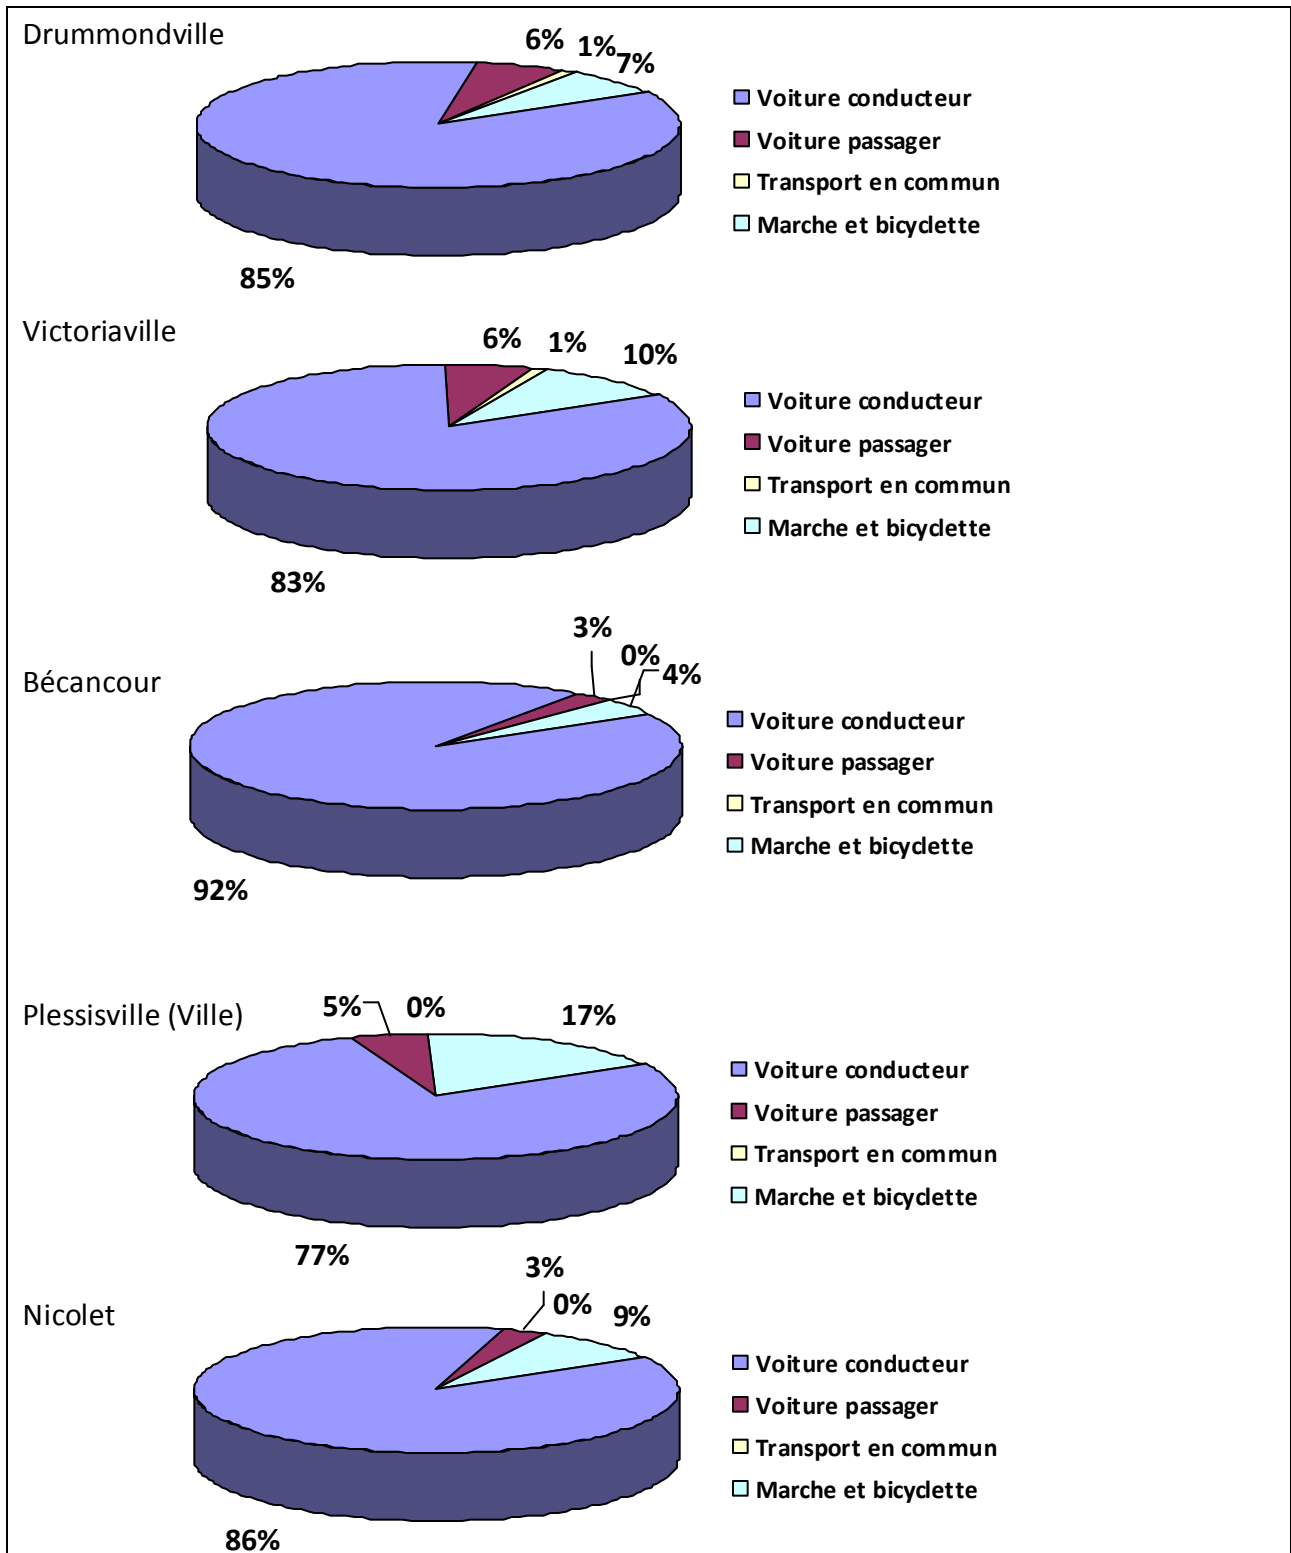 Drummondville
6% 1% 7%
Voiture conducteur
Voiture passager
Transport en commun
Marche et bicyclette
85%
Victoriaville
6% 1% 10%
Voiture conducteur
Voiture passager
Transport en commun
Marche et bicyclette
83%
Bécancour
3%
0%
4%
Voiture conducteur
Voiture passager
Transport en commun
Marche et bicyclette
92%
Plessisville (Ville)
5% 0% 17%
Voiture conducteur
Voiture passager
Transport en commun
Marche et bicyclette
77%
Nicolet
3%
0% 9%
Voiture conducteur
Voiture passager
Transport en commun
Marche et bicyclette
86%